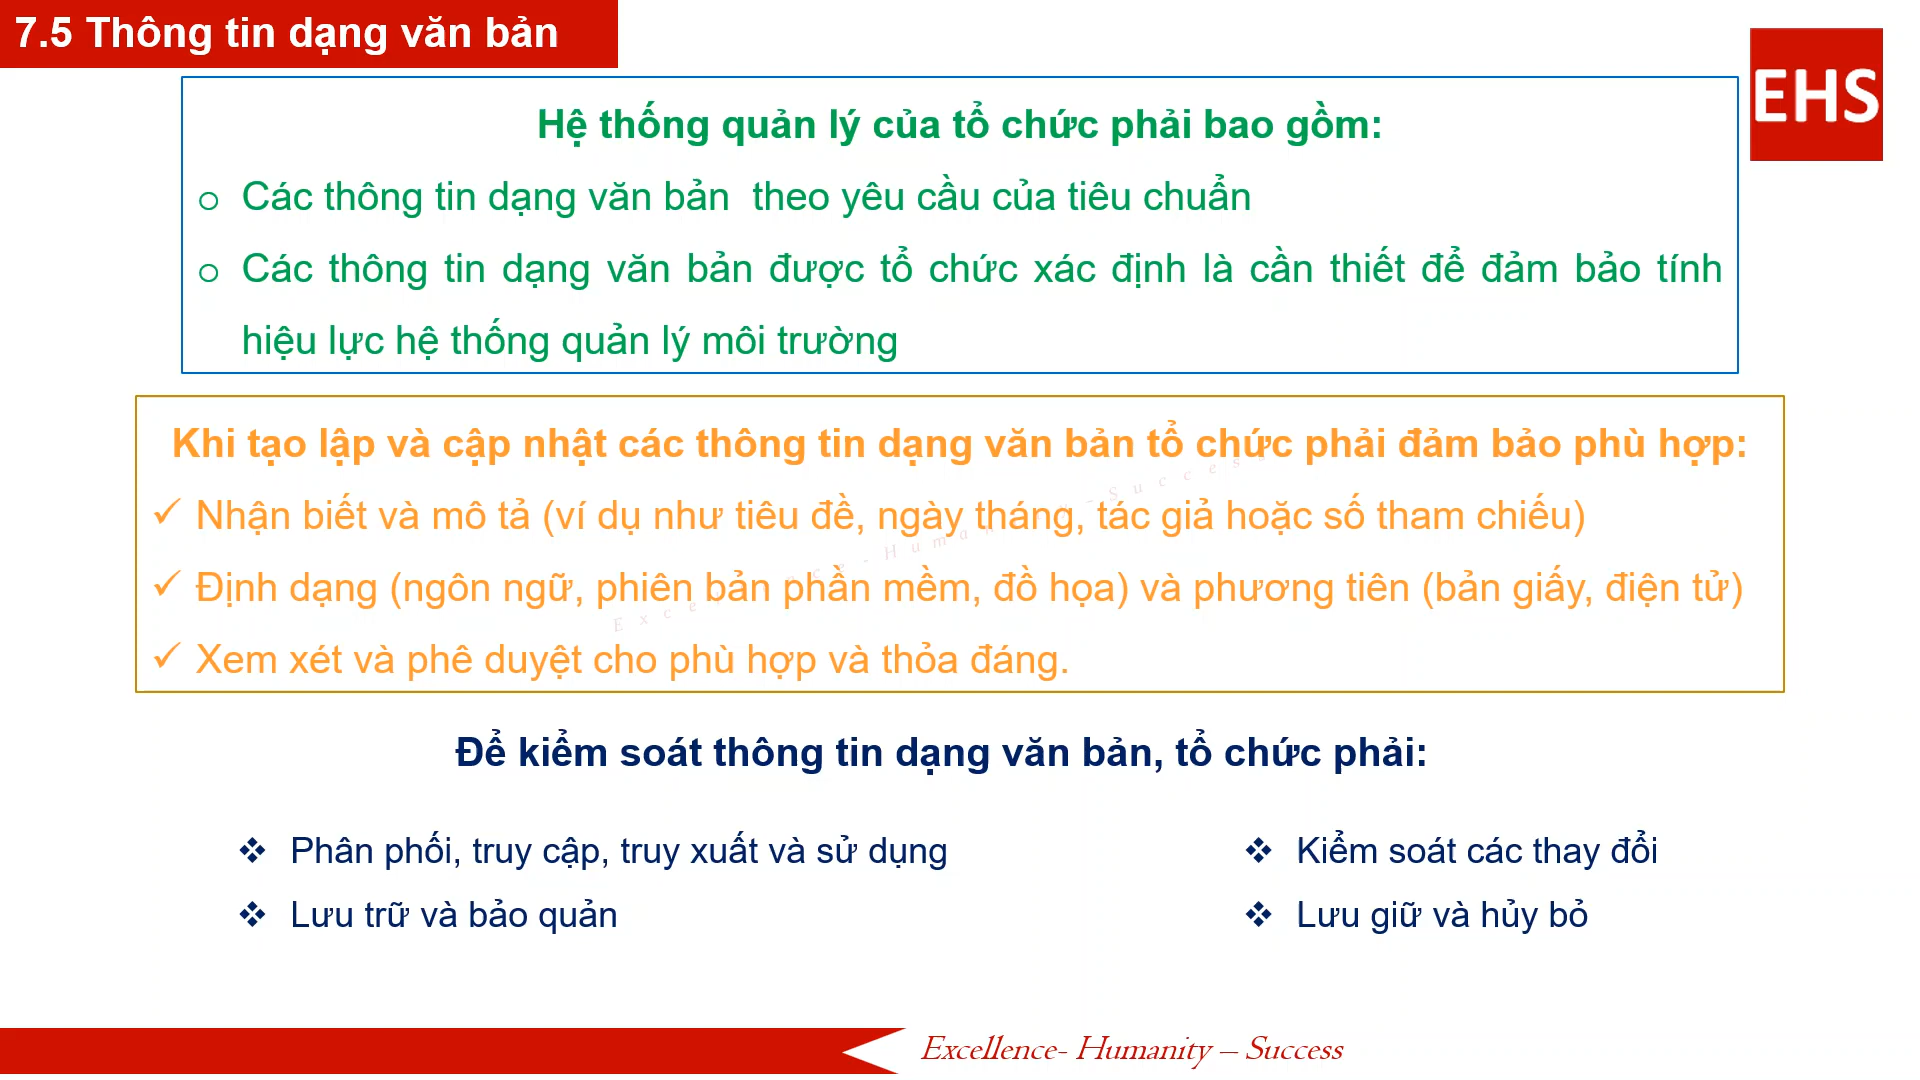 7.5 Thông tin dạng văn bản
EHS
Hệ thống quản lý của tổ chức phải bao gồm:
o Các thông tin dạng văn bản theo yêu cầu của tiêu chuẩn
o Các thông tin dạng văn bản được tổ chức xác định là cần thiết để đảm bảo tính
hiệu lực hệ thống quản lý môi trường
Khi tạo lập và cập nhật các thông tin dạng văn bản tổ chức phải đảm bảo phù hợp:
✓ Nhận biết và mô tả (ví dụ như tiêu đề, ngày tháng, tác giả hoặc số tham chiếu)
✓ Định dạng (ngôn ngữ, phiên bản phần mềm, đồ họa) và phương tiên (bản giấy, điện tử)
✓ Xem xét và phê duyệt cho phù hợp và thỏa đáng.
Để kiểm soát thông tin dạng văn bản, tổ chức phải:
❖ Phân phối, truy cập, truy xuất và sử dụng
❖ Lưu trữ và bảo quản
❖ Kiểm soát các thay đổi
❖ Lưu giữ và hủy bỏ
Excellence- Humanity – Success